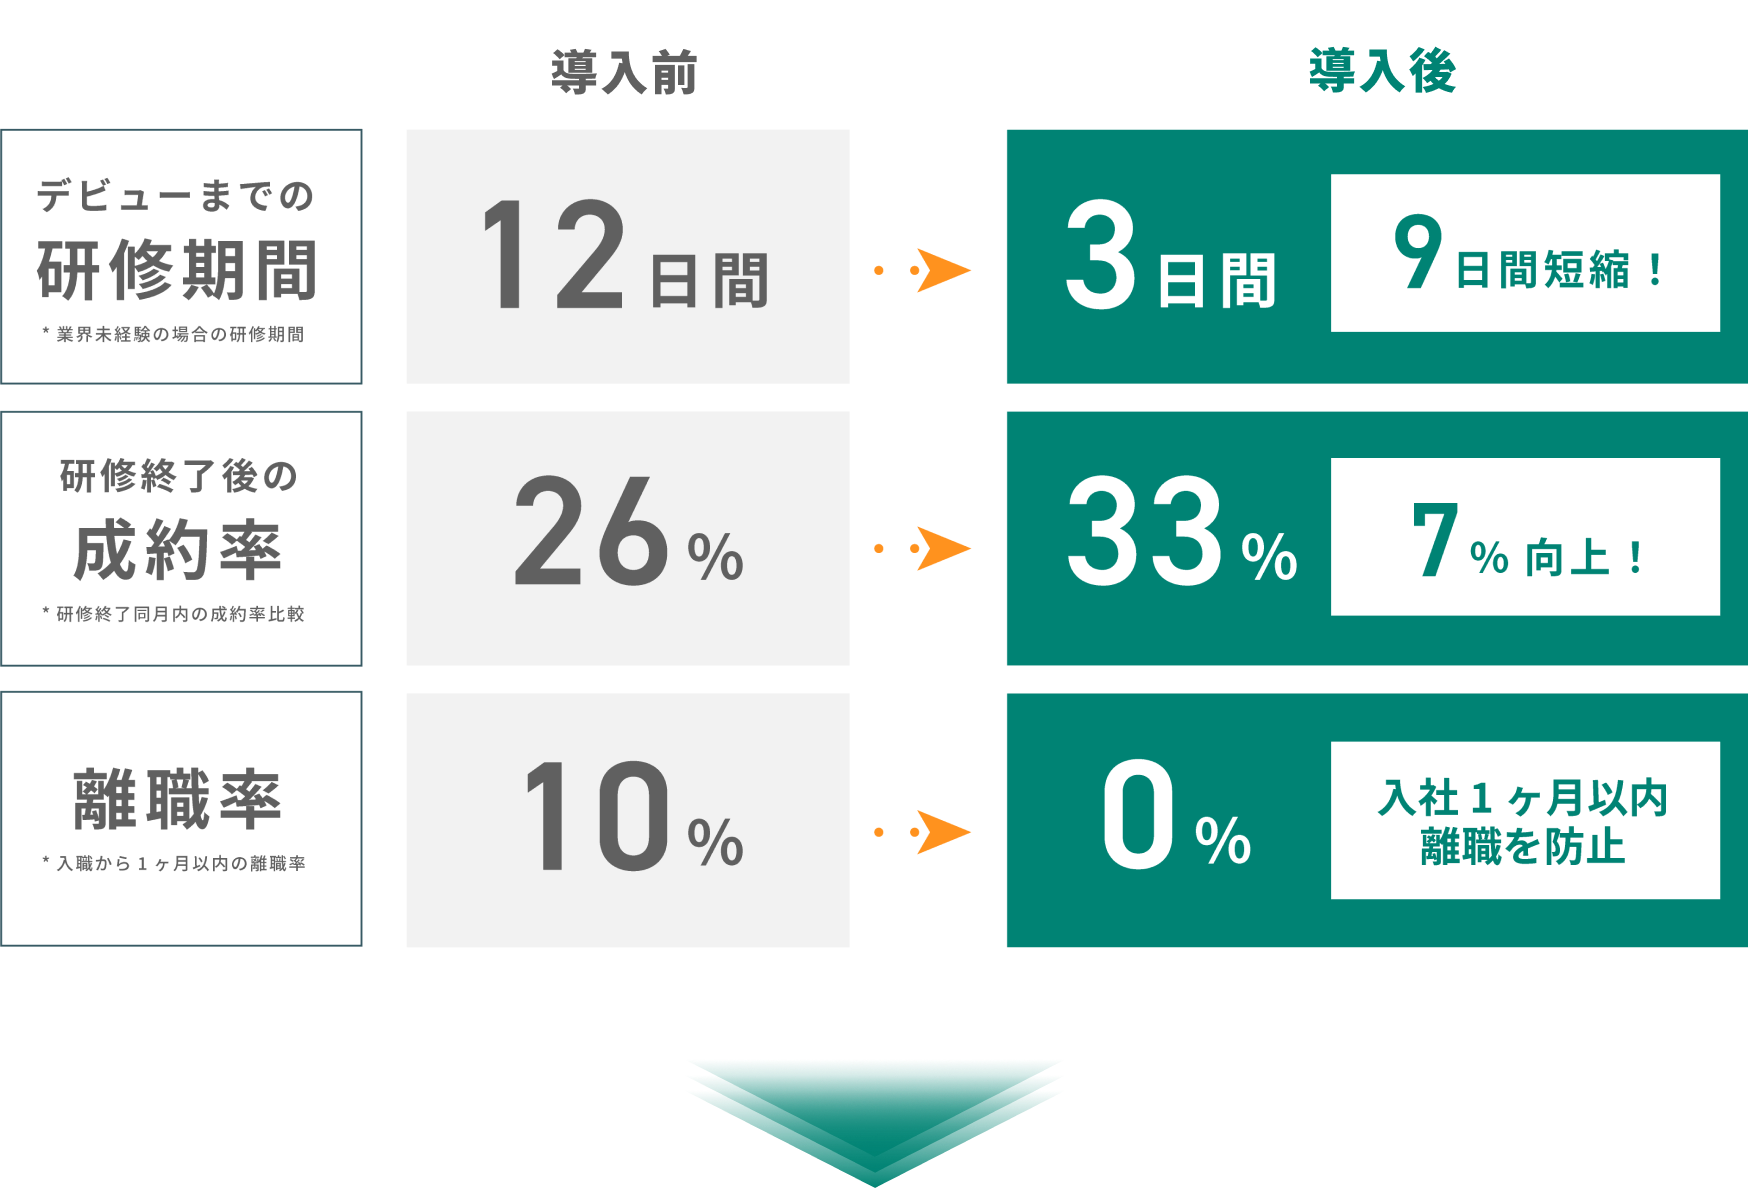 導入前
導入後
デビューまでの
研修期間
* 業界未経験の場合の研修期間
12日間
3日間
9日間短縮！
研修終了後の
成約率
* 研修終了同月内の成約率比較
26%
33%
7% 向上！
離職率
* 入職から1ヶ月以内の離職率
10%
0%
入社1ヶ月以内
離職を防止